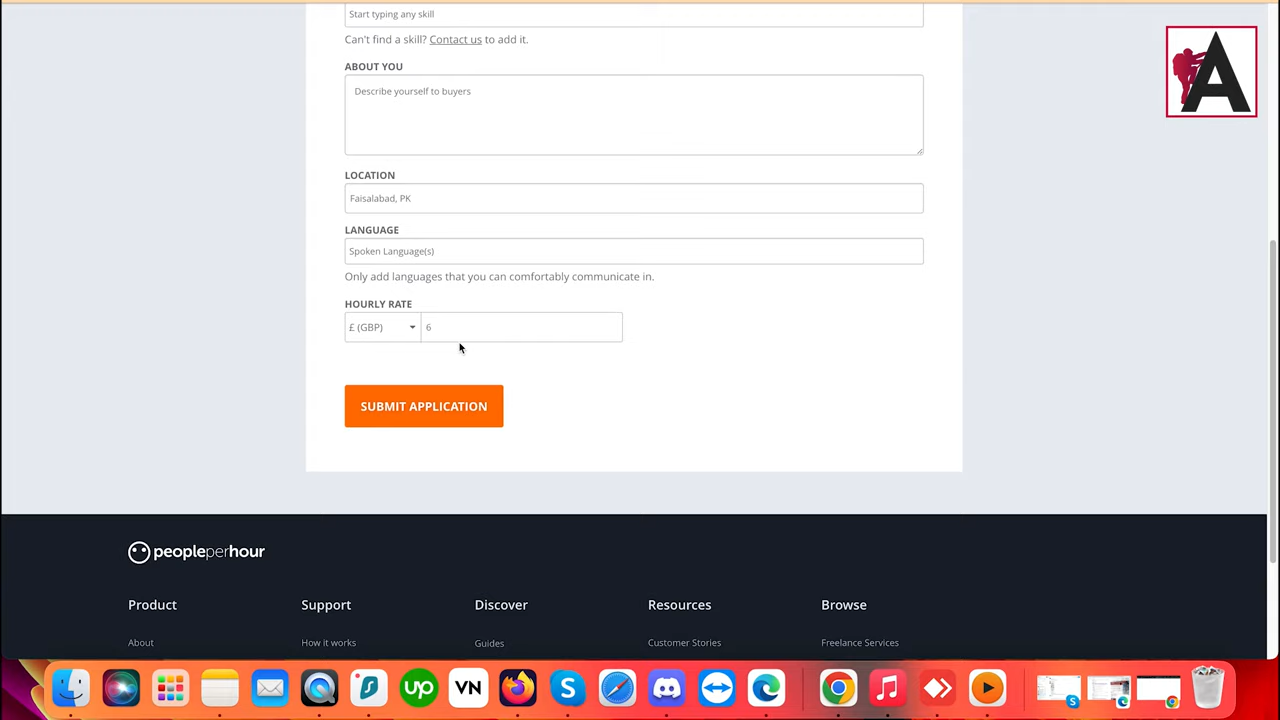 Start typing any skill
Can't find a skill? Contact us to add it.
ABOUT YOU
Describe yourself to buyers
LOCATION
Faisalabad, PK
LANGUAGE
Spoken Language(s)
Only add languages that you can comfortably communicate in.
HOURLY RATE
£ (GBP) 6
SUBMIT APPLICATION
peopleperhour
Product Support Discover Resources Browse
About How it works Guides Customer Stories Freelance Services
A
up VN